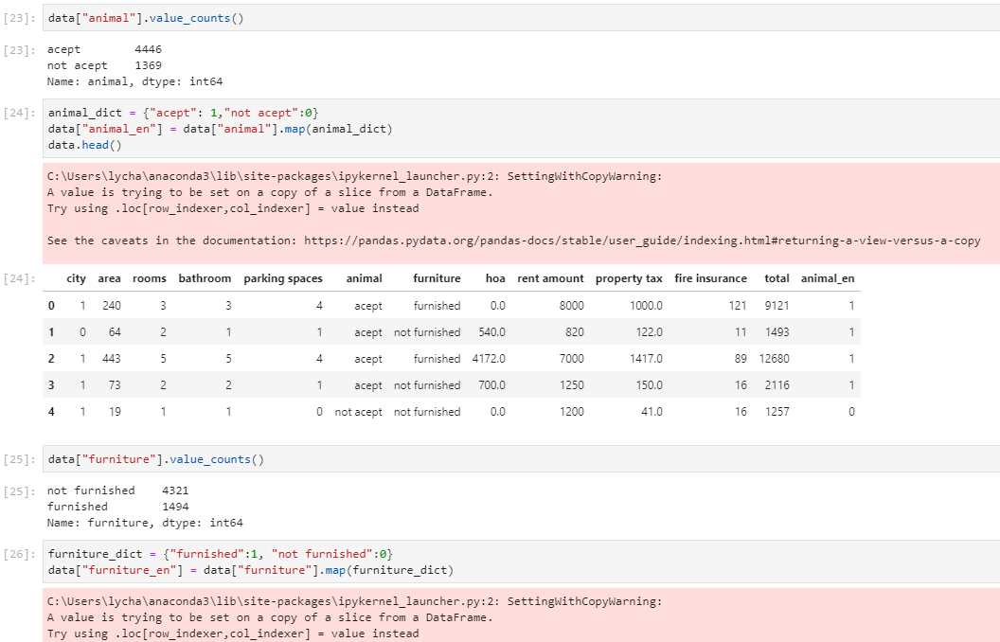 [23]: data["animal"].value_counts()
[23]: acept 4446
not acept 1369
Name: animal, dtype: int64
[24]: animal_dict = {"acept": 1,"not acept":0}
data["animal_en"] = data["animal"].map(animal_dict)
data.head()
C:\Users\lycha\anaconda3\lib\site-packages\ipykernel_launcher.py:2: SettingWithCopyWarning:
A value is trying to be set on a copy of a slice from a DataFrame.
Try using .loc[row_indexer,col_indexer] = value instead
See the caveats in the documentation: https://pandas.pydata.org/pandas-docs/stable/user_guide/indexing.html#returning-a-view-versus-a-copy
[24]: city area rooms bathroom parking spaces animal furniture hoa rent amount property tax fire insurance total animal_en
0 1 240 3 3 4 acept furnished 0.0 8000 1000.0 121 9121 1
1 0 64 2 1 1 acept not furnished 540.0 820 122.0 11 1493 1
2 1 443 5 5 4 acept furnished 4172.0 7000 1417.0 89 12680 1
3 1 73 2 2 1 acept not furnished 700.0 1250 150.0 16 2116 1
4 1 19 1 1 0 not acept not furnished 0.0 1200 41.0 16 1257 0
[25]: data["furniture"].value_counts()
[25]: not furnished 4321
furnished 1494
Name: furniture, dtype: int64
[26]: furniture_dict = {"furnished":1, "not furnished":0}
data["furniture_en"] = data["furniture"].map(furniture_dict)
C:\Users\lycha\anaconda3\lib\site-packages\ipykernel_launcher.py:2: SettingWithCopyWarning:
A value is trying to be set on a copy of a slice from a DataFrame.
Try using .loc[row_indexer,col_indexer] = value instead